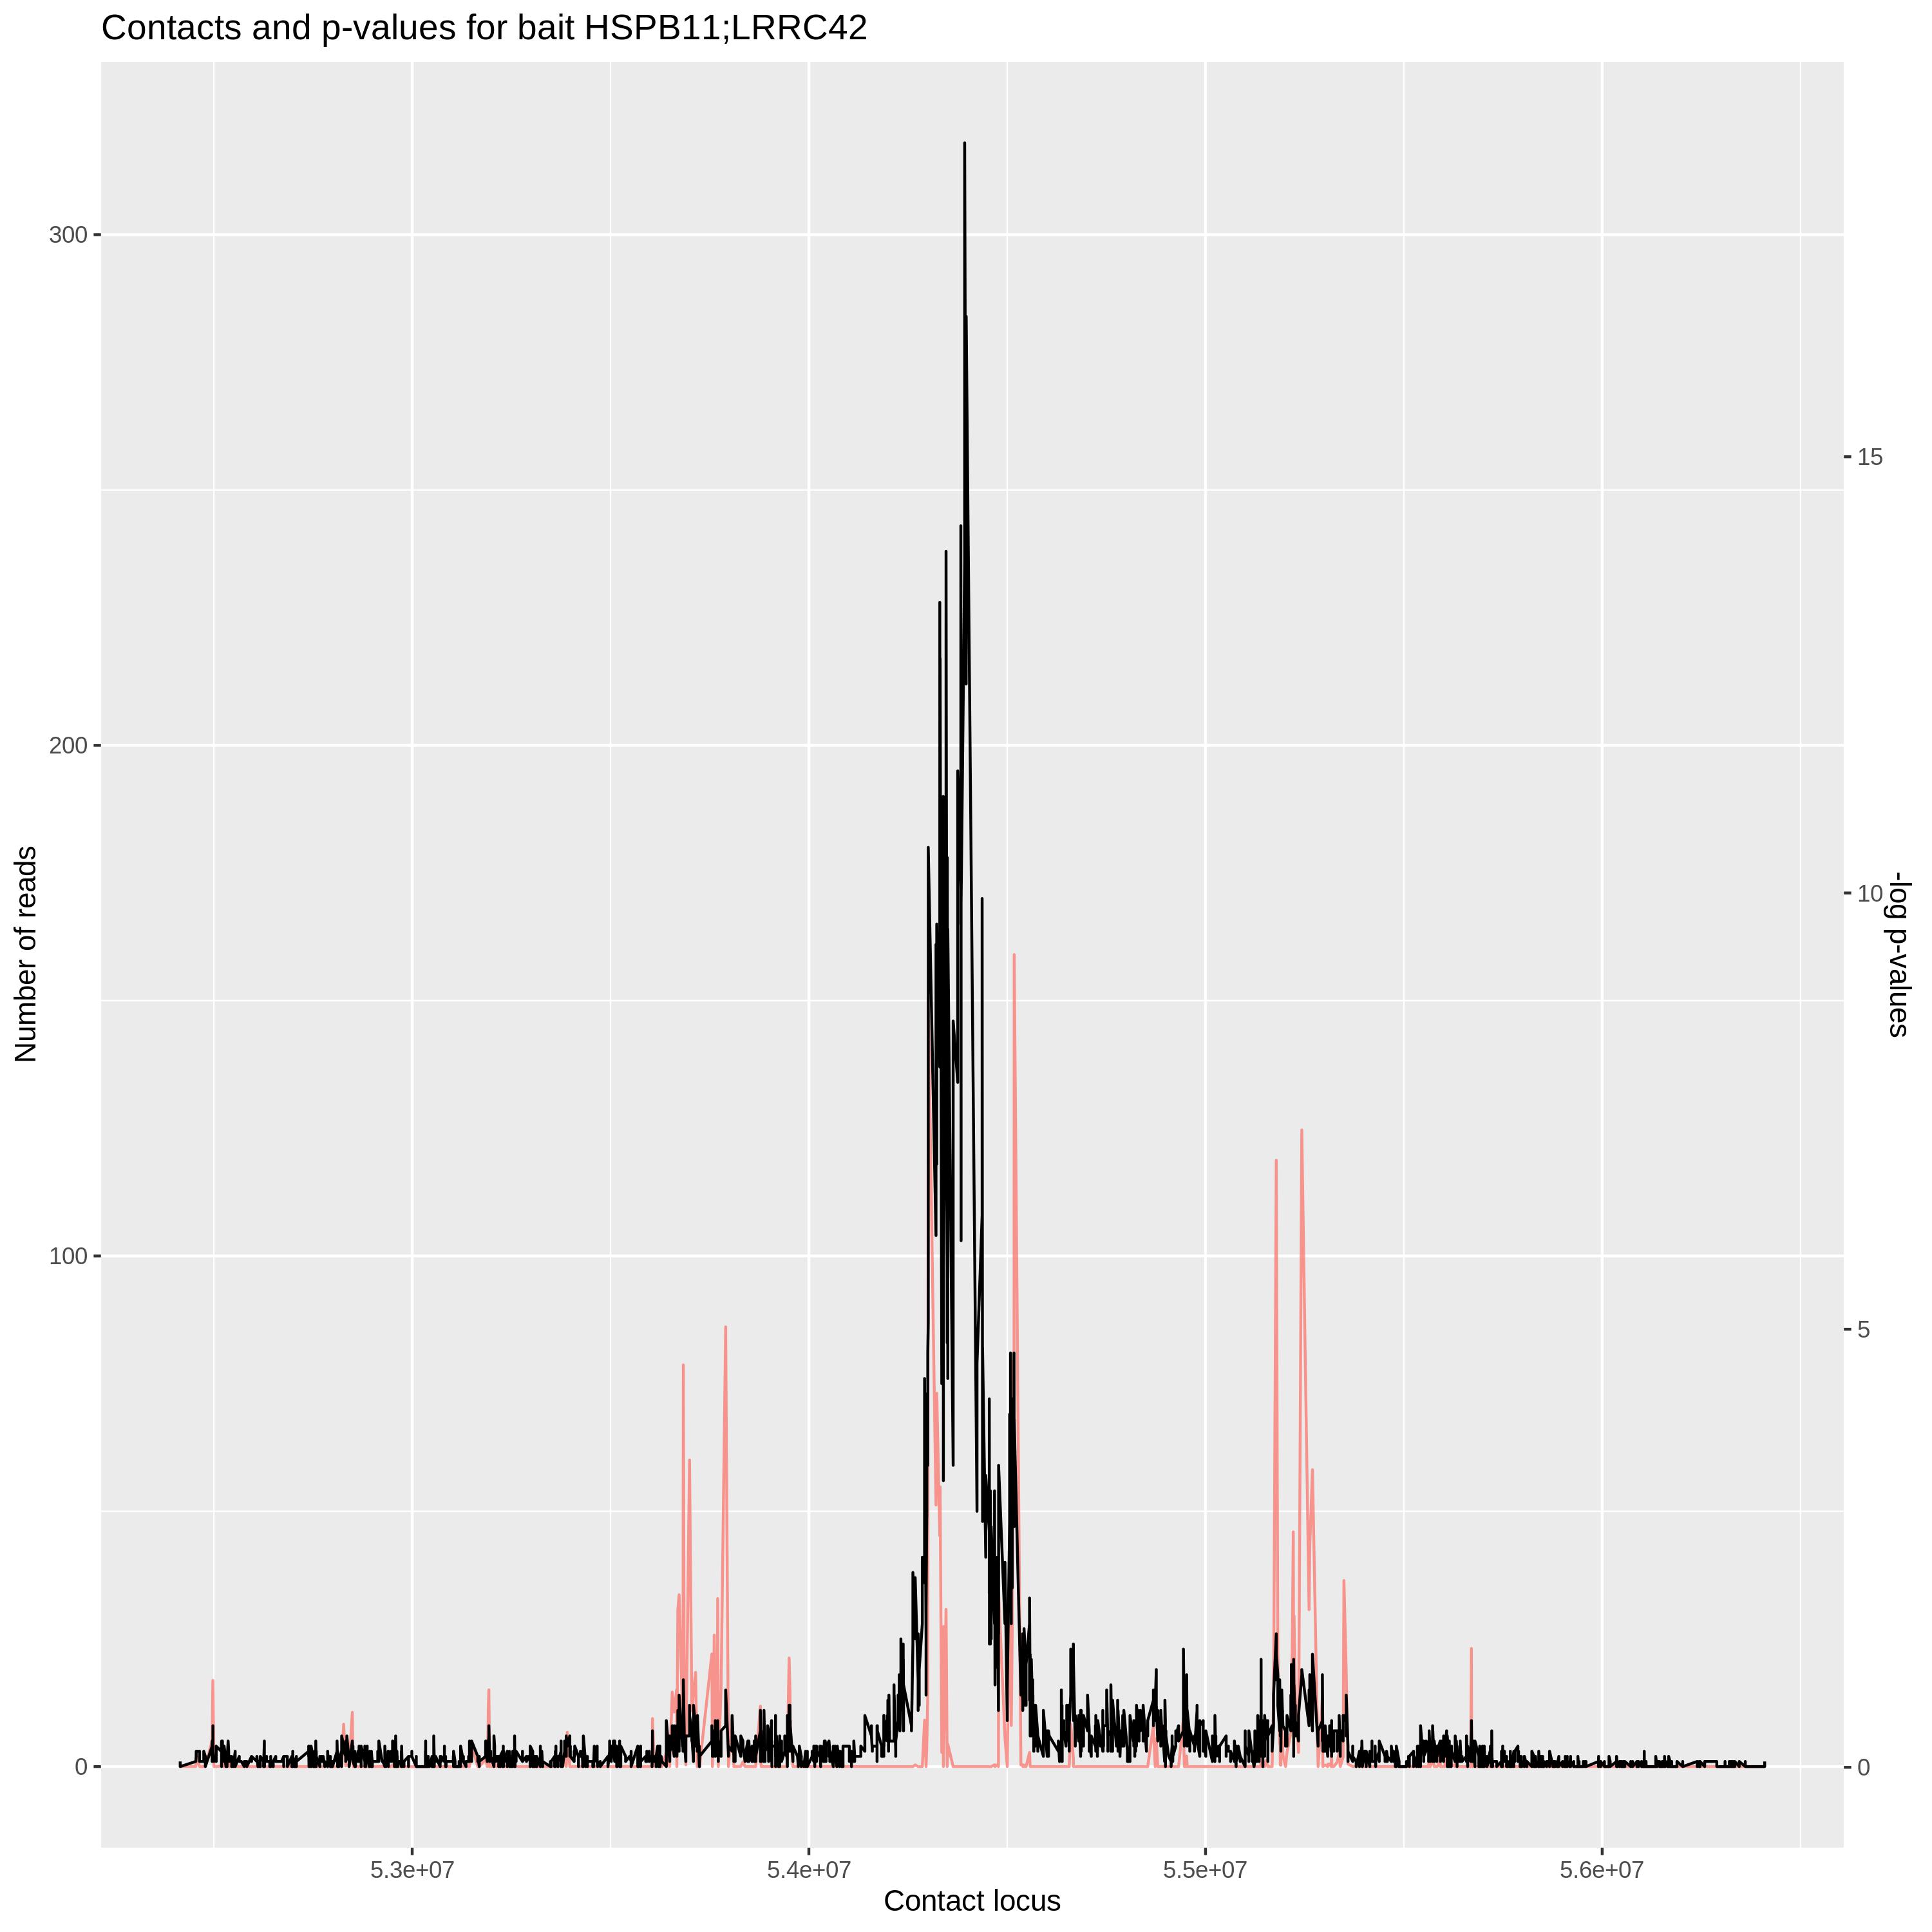 Contacts and p-values for bait HSPB11;LRRC42
300
200
100
0
Number of reads
15
10
5
0
-log p-values
5.3e+07
5.4e+07
5.5e+07
5.6e+07
Contact locus